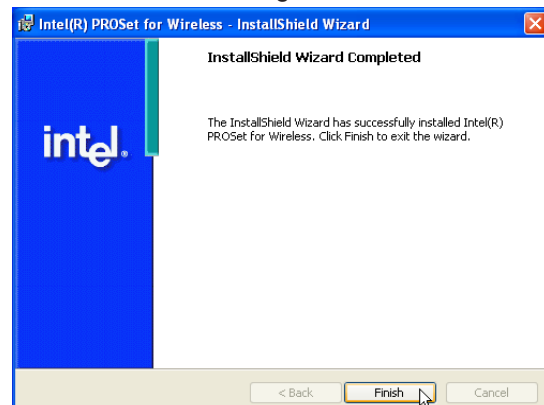 Intel(R) PROSet for Wireless - InstallShield Wizard
InstallShield Wizard Completed
The InstallShield Wizard has successfully installed Intel(R)
PROSet for Wireless. Click Finish to exit the wizard.
intel.
< Back
Finish
Cancel